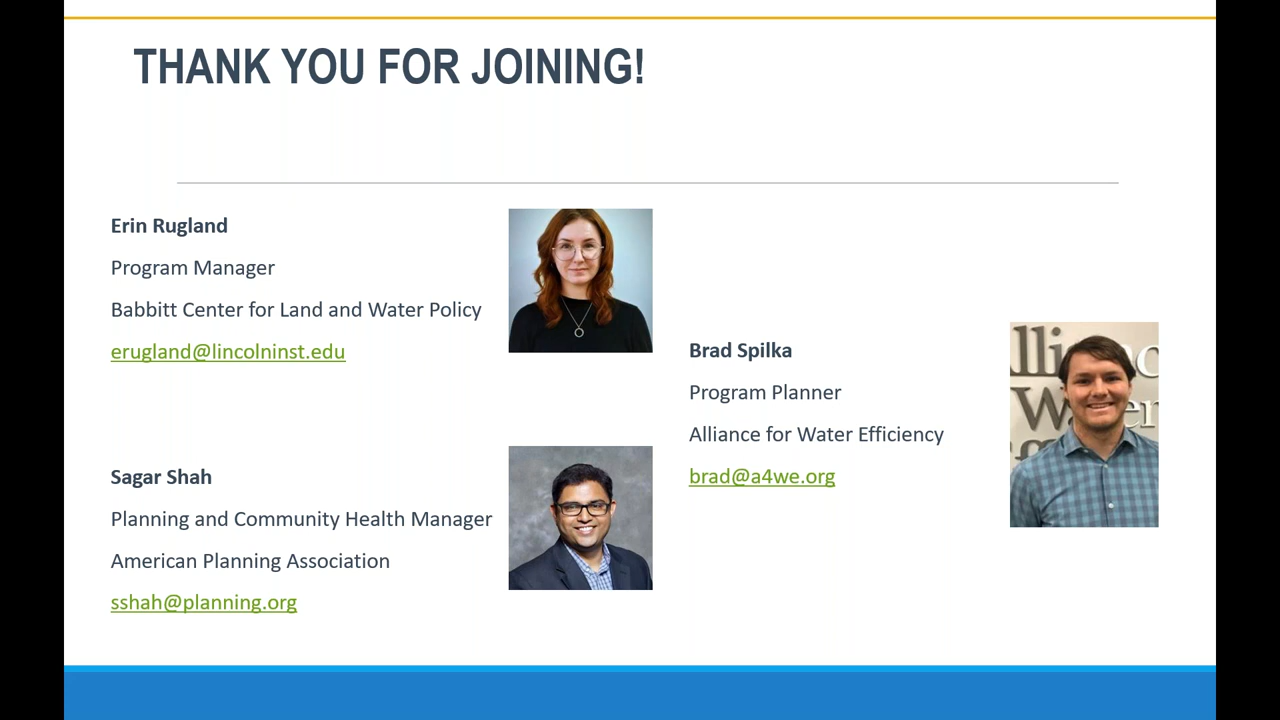 THANK YOU FOR JOINING!
Erin Rugland
Program Manager
Babbitt Center for Land and Water Policy
erugland@lincolninst.edu
Sagar Shah
Planning and Community Health Manager
American Planning Association
sshah@planning.org
Brad Spilka
Program Planner
Alliance for Water Efficiency
brad@a4we.org